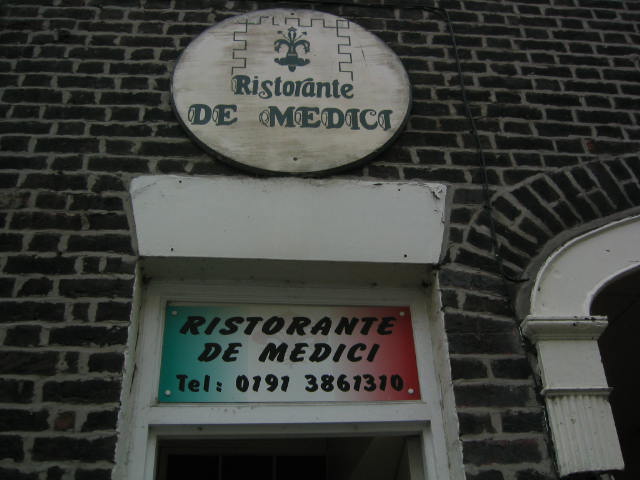 Ristorante
DE MEDICI
RISTORANTE
DE MEDICI
Tel: 0191 3861310